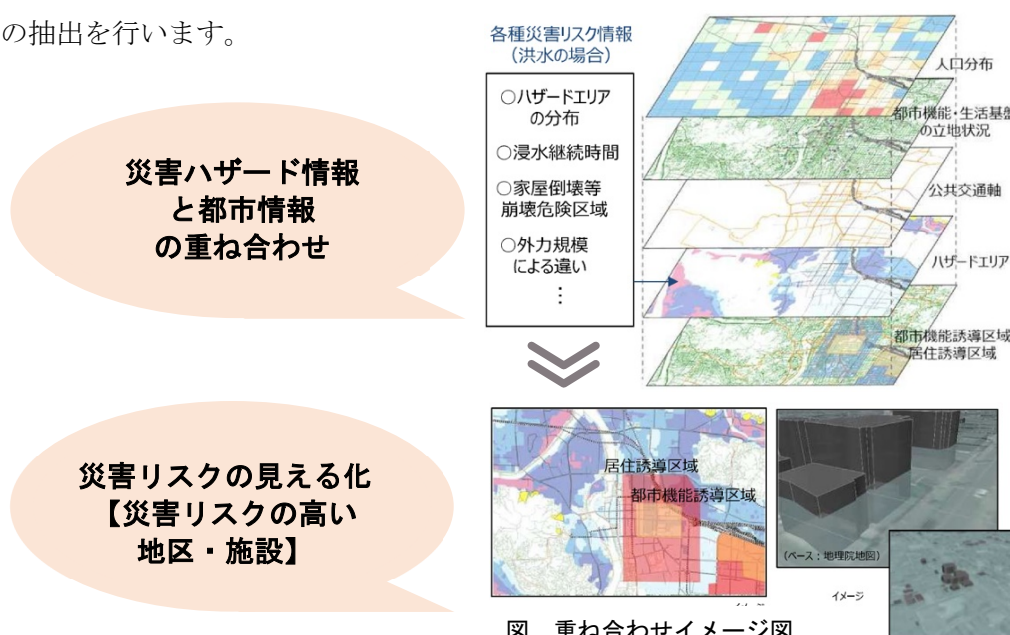 の抽出を行います。
災害ハザード情報
と都市情報
の重ね合わせ
各種災害リスク情報
（洪水の場合）
○ハザードエリア
の分布
○浸水継続時間
○家屋倒壊等
崩壊危険区域
○外力規模
による違い
⋮
人口分布
都市機能・生活基盤
の立地状況
公共交通軸
ハザードエリア
都市機能誘導区域
居住誘導区域
災害リスクの見える化
【災害リスクの高い
地区・施設】
居住誘導区域
都市機能誘導区域
（ベース：地理院地図）
イメージ
図　重ね合わせイメージ図